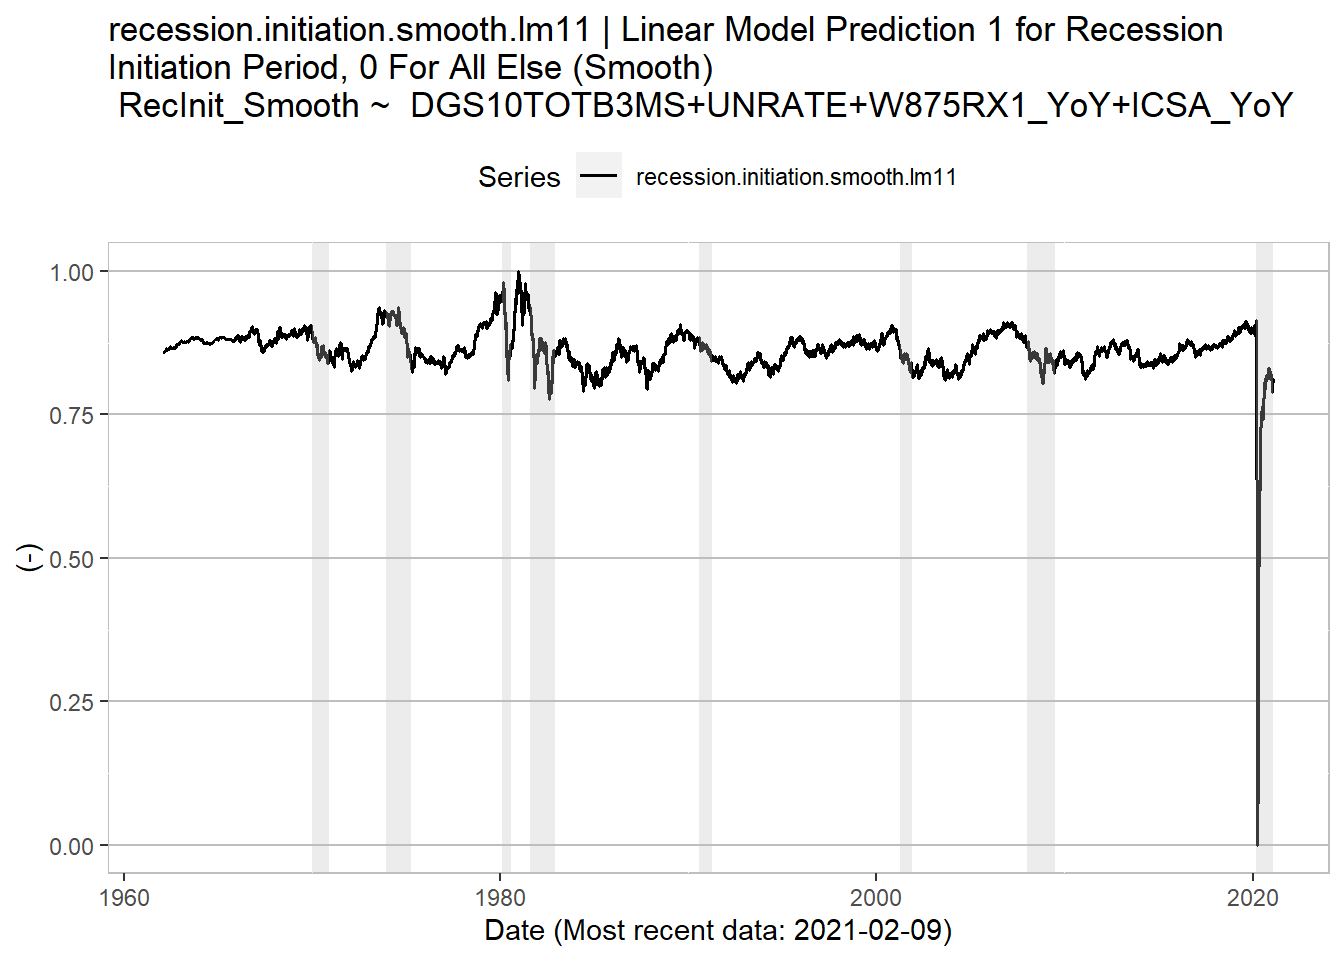 recession.initiation.smooth.lm11 | Linear Model Prediction 1 for Recession
Initiation Period, 0 For All Else (Smooth)
RecInit_Smooth ~  DGS10TOTB3MS+UNRATE+W875RX1_YoY+ICSA_YoY
Series recession.initiation.smooth.lm11
(-)
1.00
0.75
0.50
0.25
0.00
1960 1980 2000 2020
Date (Most recent data: 2021-02-09)